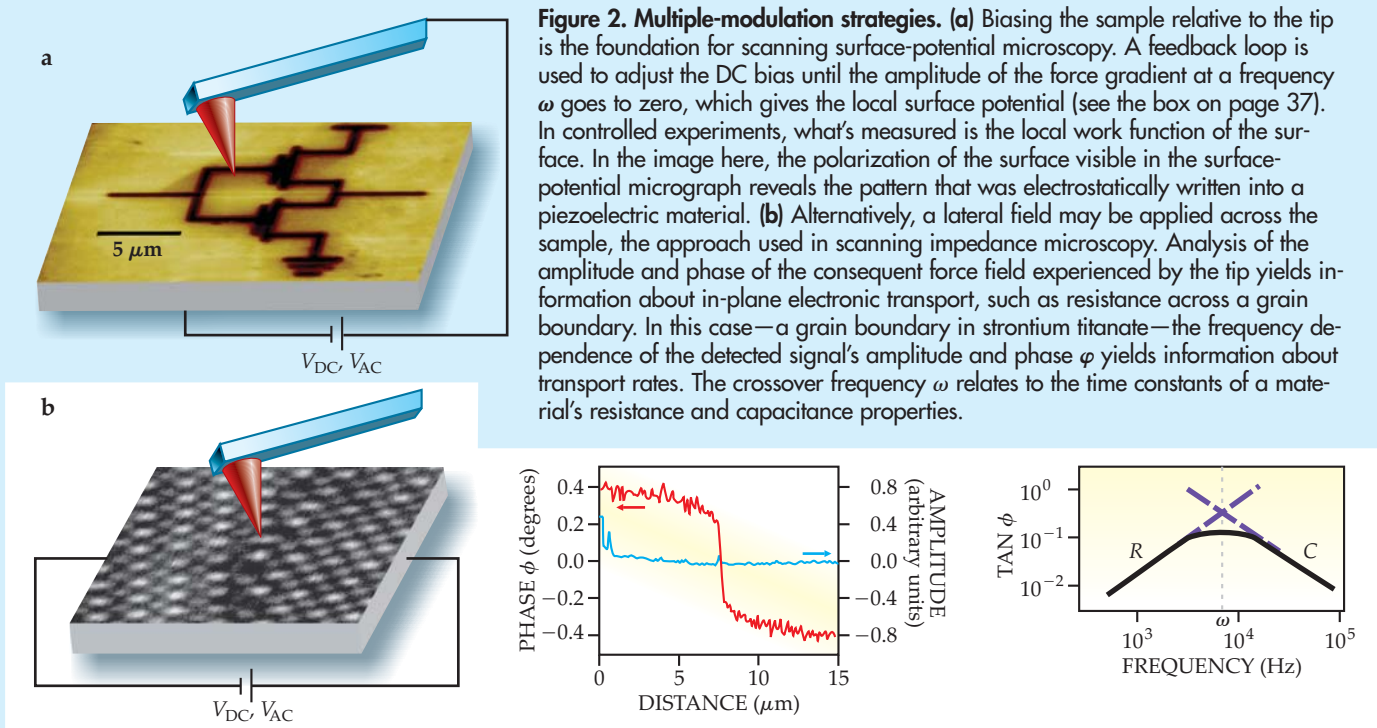 a
Figure 2. Multiple-modulation strategies. (a) Biasing the sample relative to the tip
is the foundation for scanning surface-potential microscopy. A feedback loop is
used to adjust the DC bias until the amplitude of the force gradient at a frequency
ω goes to zero, which gives the local surface potential (see the box on page 37).
In controlled experiments, what's measured is the local work function of the sur-
face. In the image here, the polarization of the surface visible in the surface-
potential micrograph reveals the pattern that was electrostatically written into a
piezoelectric material. (b) Alternatively, a lateral field may be applied across the
sample, the approach used in scanning impedance microscopy. Analysis of the
amplitude and phase of the consequent force field experienced by the tip yields in-
formation about in-plane electronic transport, such as resistance across a grain
boundary. In this case—a grain boundary in strontium titanate—the frequency de-
pendence of the detected signal's amplitude and phase φ yields information about
transport rates. The crossover frequency ω relates to the time constants of a mate-
rial's resistance and capacitance properties.
5 μm
V_DC, V_AC
b
V_DC, V_AC
PHASE ϕ (degrees)
0.4
0.2
0.0
−0.2
−0.4
0.8
0.4
0.0
−0.4
−0.8
AMPLITUDE
(arbitrary units)
0 5 10 15
DISTANCE (μm)
TAN ϕ
10⁰
10⁻¹
10⁻²
R
C
10³ ω 10⁴ 10⁵
FREQUENCY (Hz)